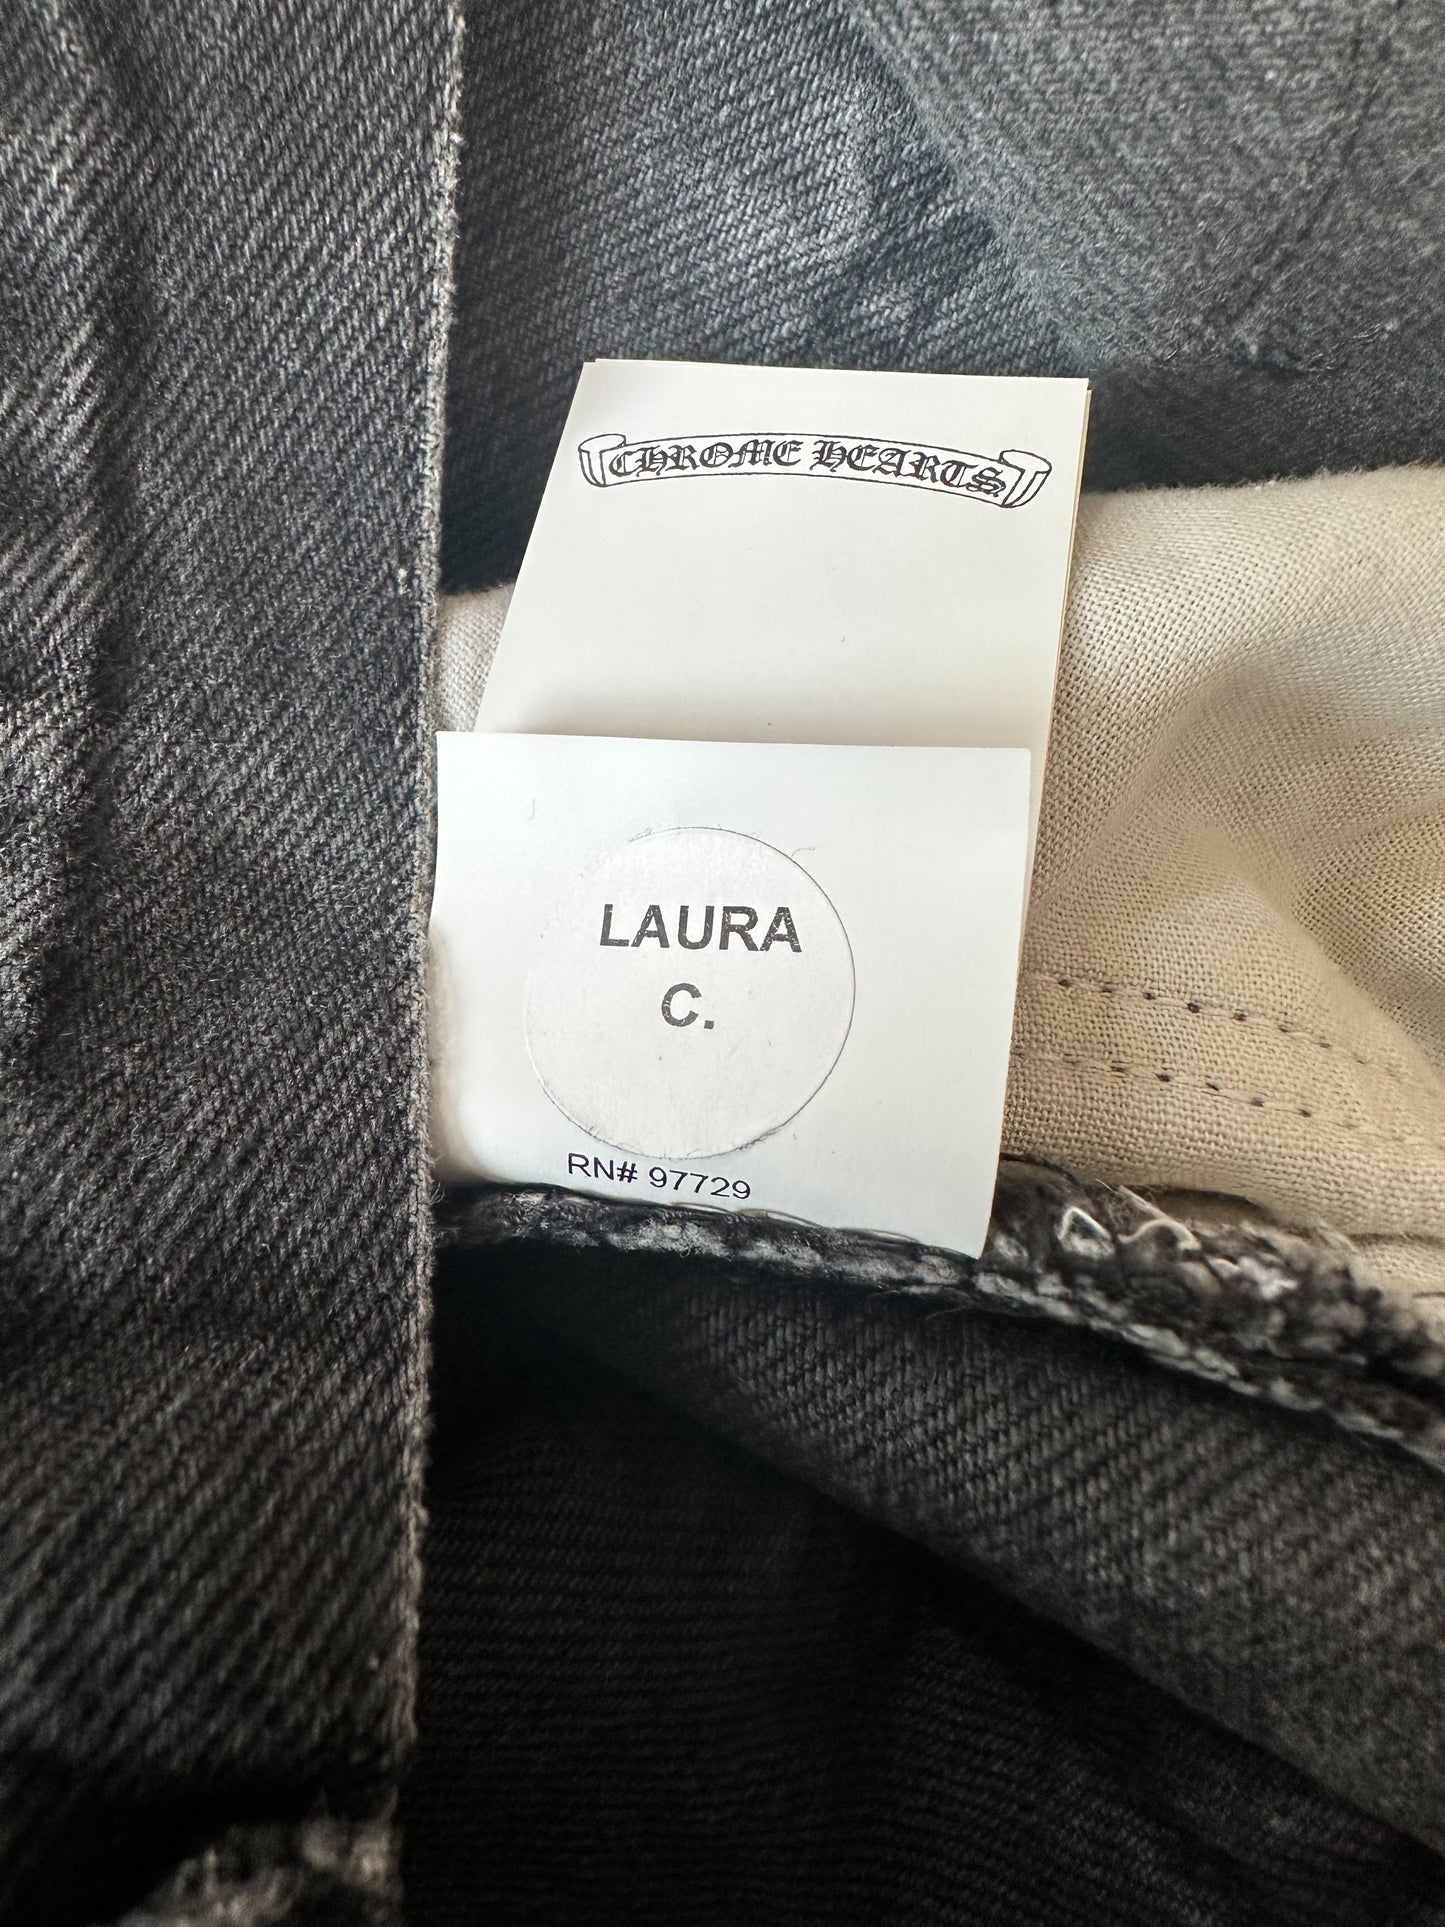 CHROME HEARTS
LAURA
C.
RN# 97729